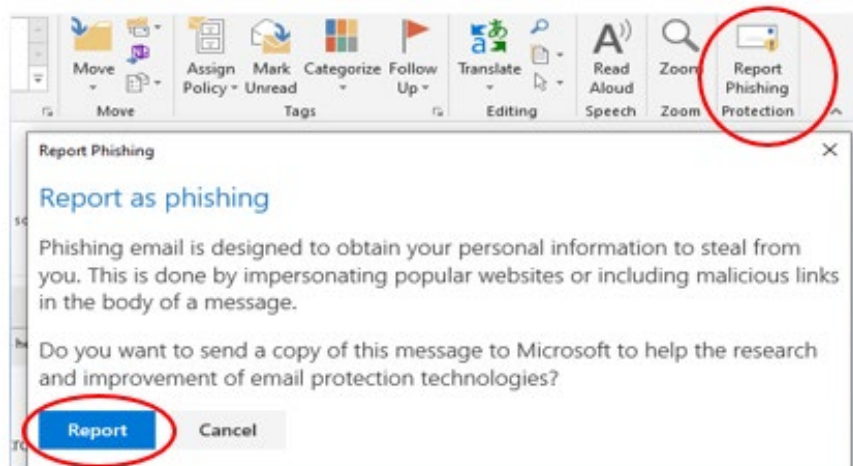 Move
Assign Policy
Mark Unread
Categorize
Follow Up
Translate
Read Aloud
Zoom
Report Phishing
Move
Tags
Editing
Speech
Zoom
Protection
Report Phishing
Report as phishing
Phishing email is designed to obtain your personal information to steal from
you. This is done by impersonating popular websites or including malicious links
in the body of a message.
Do you want to send a copy of this message to Microsoft to help the research
and improvement of email protection technologies?
Report
Cancel